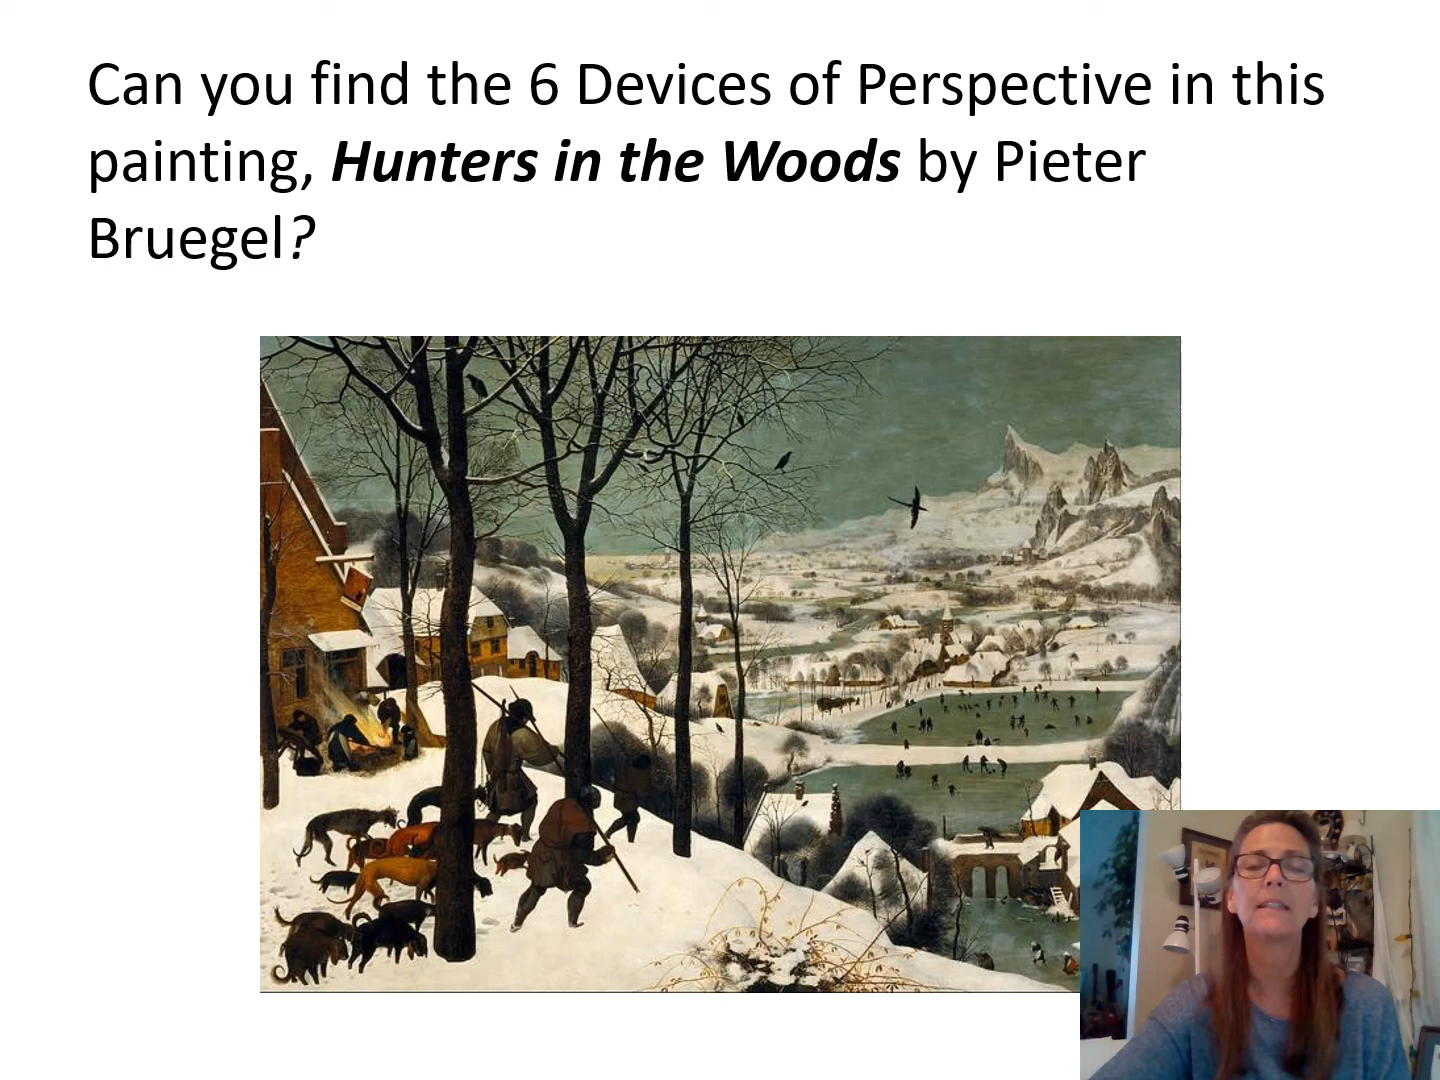 Can you find the 6 Devices of Perspective in this
painting, Hunters in the Woods by Pieter
Bruegel?